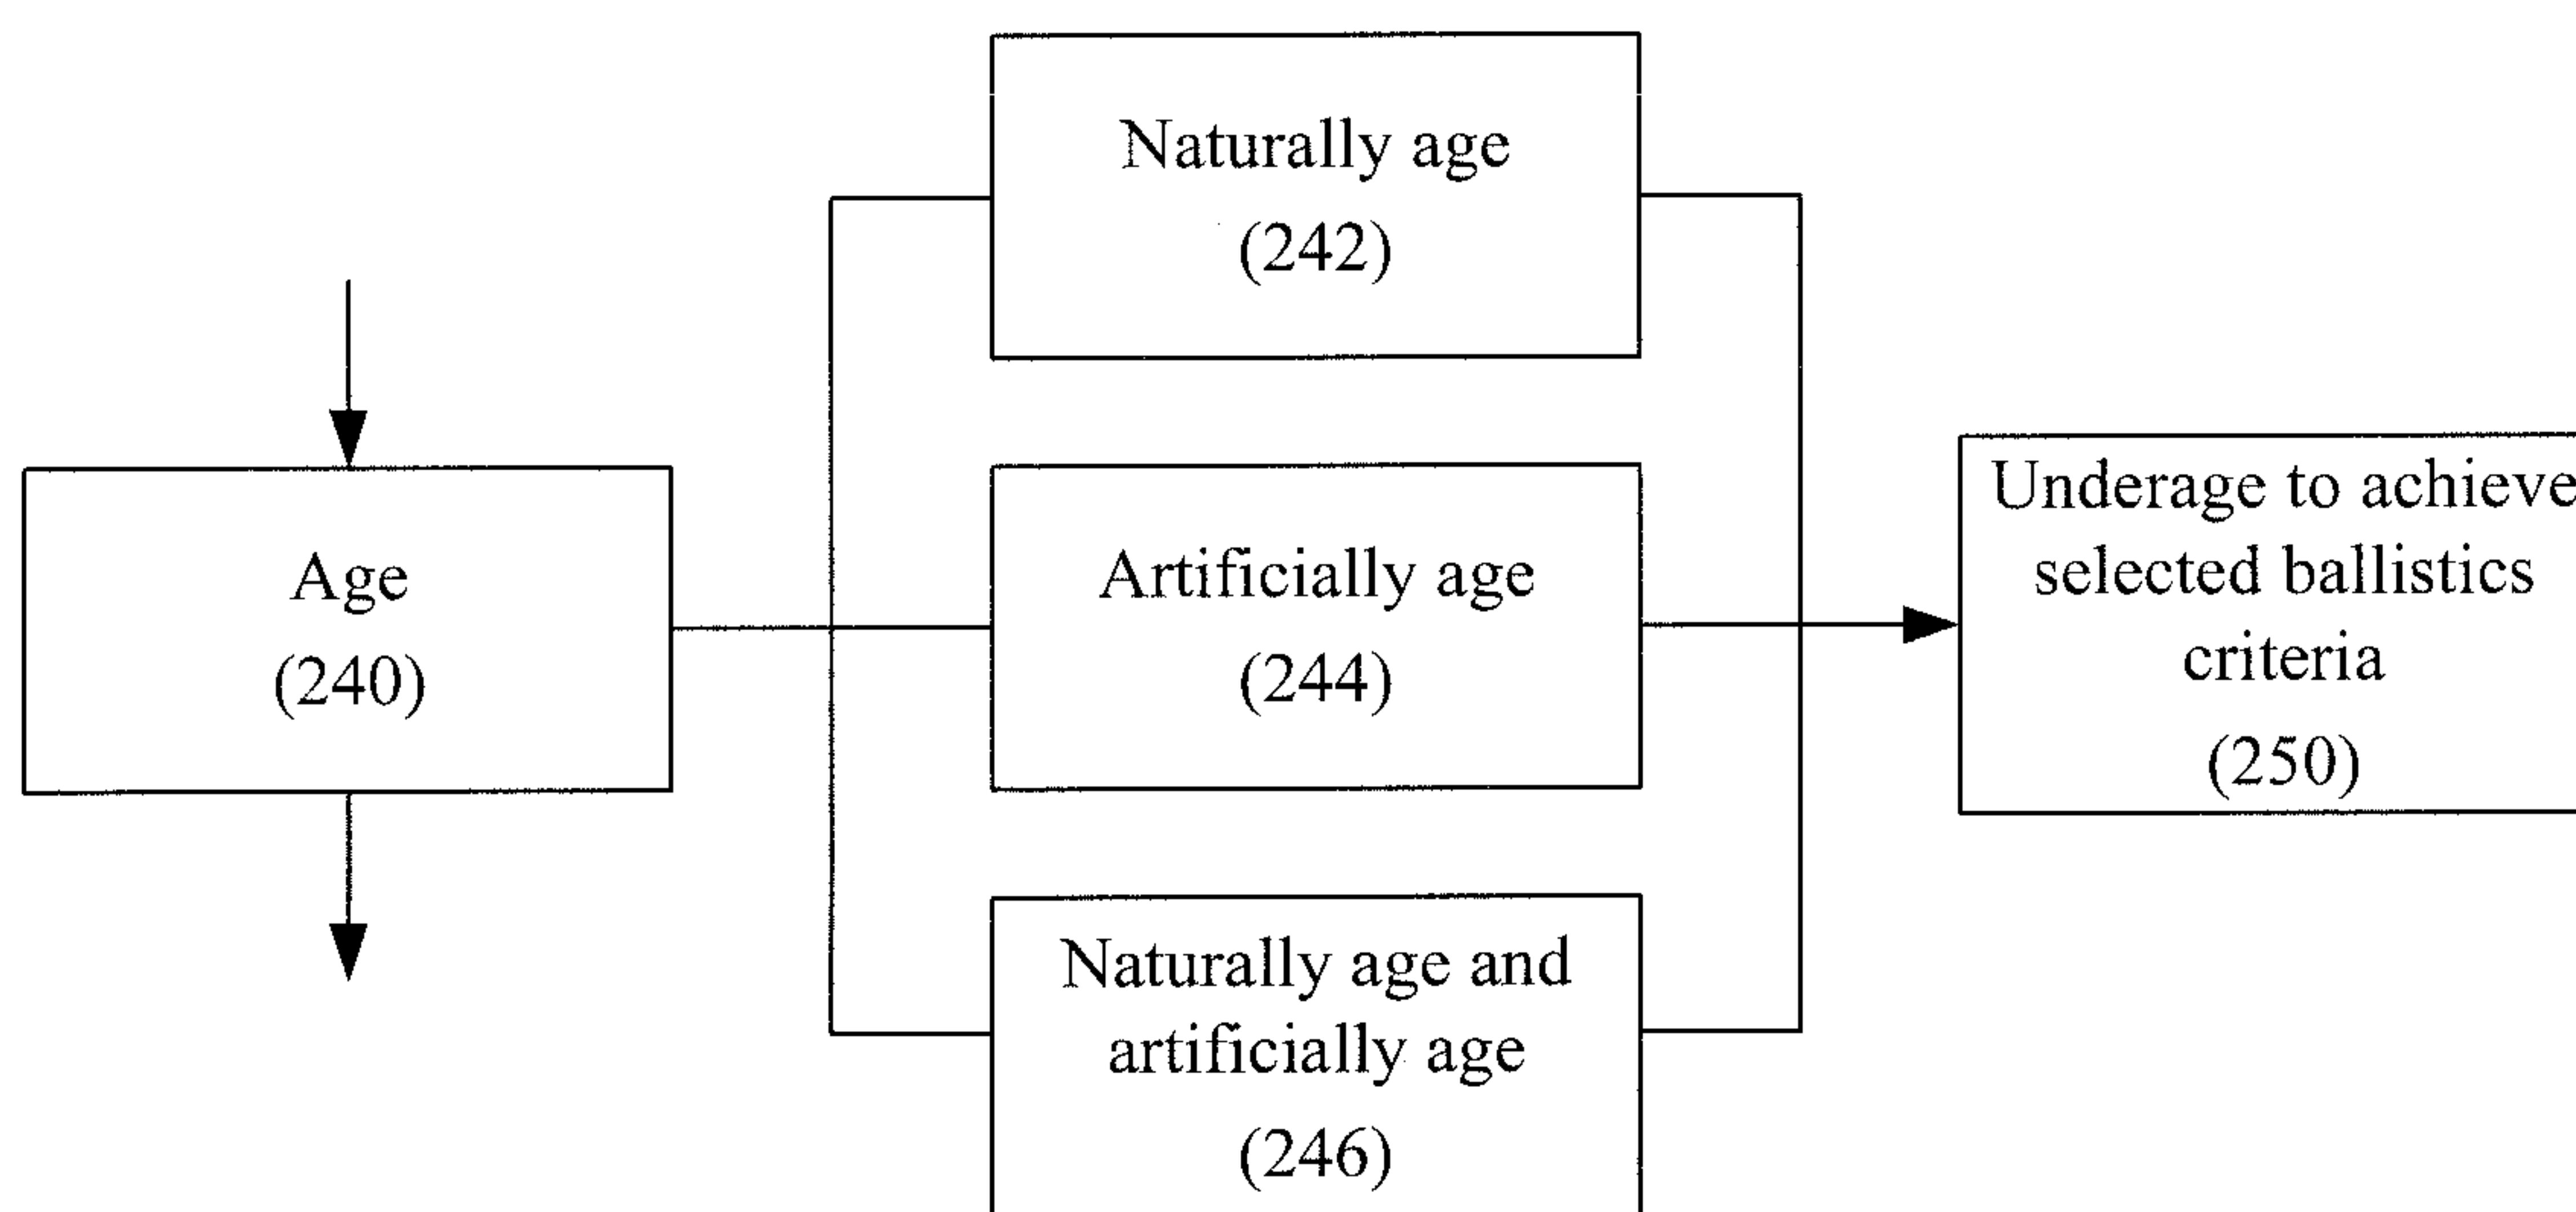 Age
(240)
Naturally age
(242)
Artificially age
(244)
Naturally age and
artificially age
(246)
Underage to achieve
selected ballistics
criteria
(250)